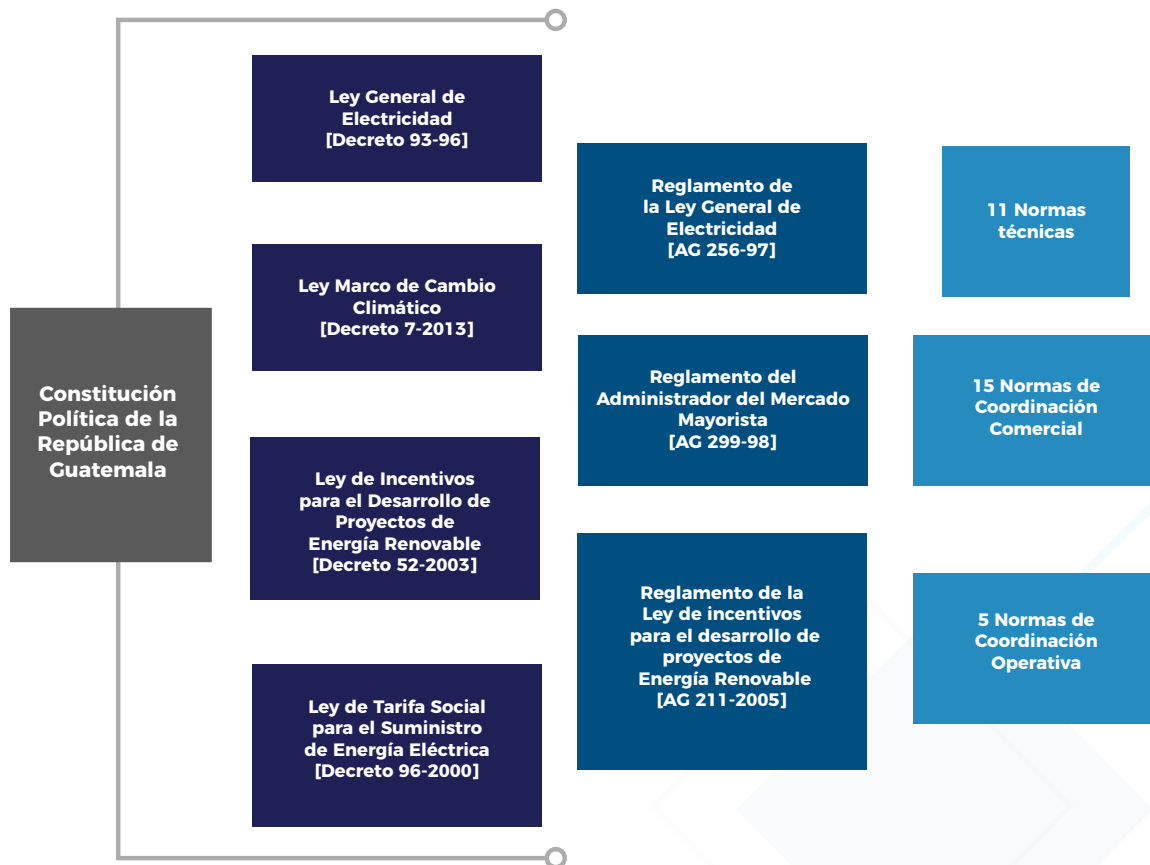 Constitución
Política de la
República de
Guatemala
Ley General de
Electricidad
[Decreto 93-96]
Ley Marco de Cambio
Climático
[Decreto 7-2013]
Ley de Incentivos
para el Desarrollo de
Proyectos de
Energía Renovable
[Decreto 52-2003]
Ley de Tarifa Social
para el Suministro
de Energía Eléctrica
[Decreto 96-2000]
Reglamento de
la Ley General de
Electricidad
[AG 256-97]
Reglamento del
Administrador del Mercado
Mayorista
[AG 299-98]
Reglamento de la
Ley de incentivos
para el desarrollo de
proyectos de
Energía Renovable
[AG 211-2005]
11 Normas
técnicas
15 Normas de
Coordinación
Comercial
5 Normas de
Coordinación
Operativa